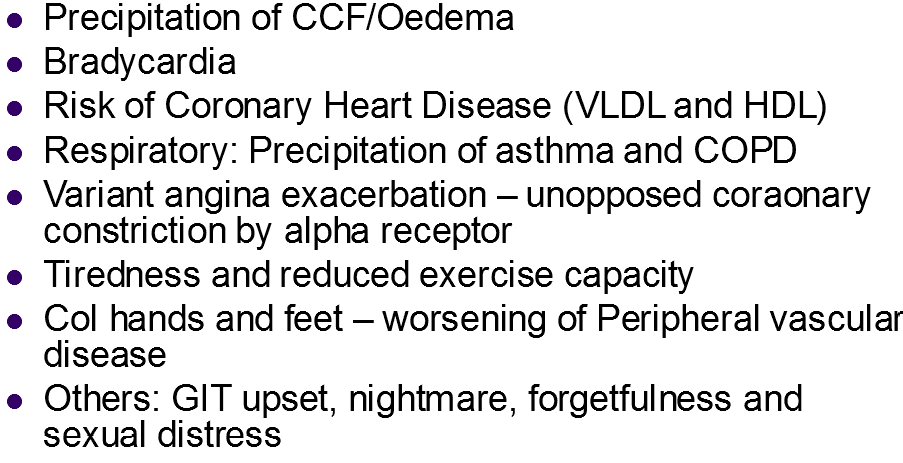 ● Precipitation of CCF/Oedema
● Bradycardia
● Risk of Coronary Heart Disease (VLDL and HDL)
● Respiratory: Precipitation of asthma and COPD
● Variant angina exacerbation – unopposed coraonary
constriction by alpha receptor
● Tiredness and reduced exercise capacity
● Col hands and feet – worsening of Peripheral vascular
disease
● Others: GIT upset, nightmare, forgetfulness and
sexual distress